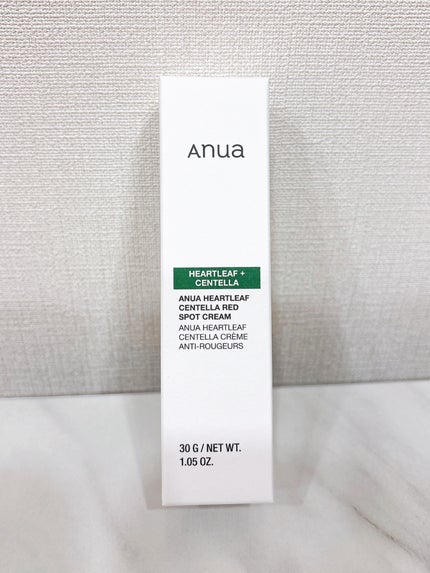 Anua
HEARTLEAF +
CENTELLA
ANUA HEARTLEAF
CENTELLA RED
SPOT CREAM
ANUA HEARTLEAF
CENTELLA CRÈME
ANTI-ROUGEURS
30 G / NET WT.
1.05 OZ.